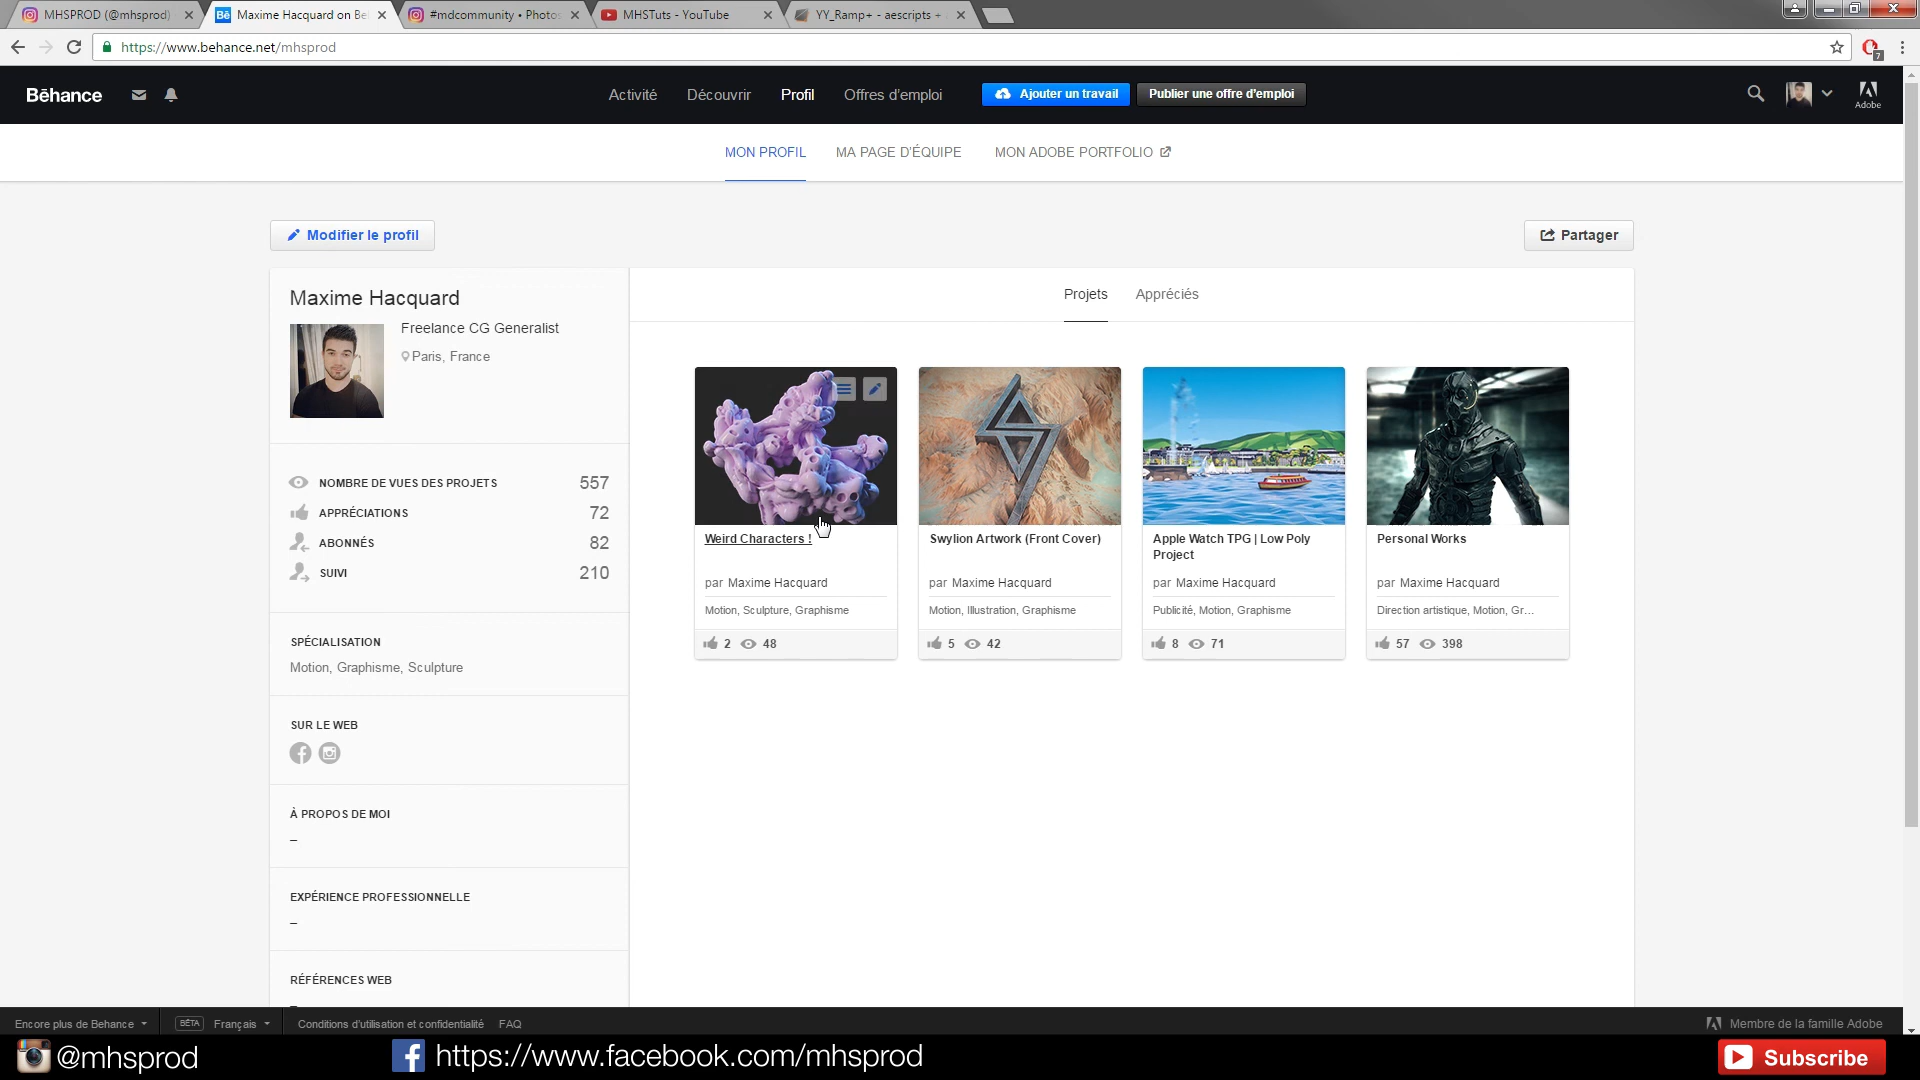 MHSPROD (@mhsprod)
Maxime Hacquard on Be
#mdcommunity • Photos
MHSTuts - YouTube
YY_Ramp+ - aescripts +
https://www.behance.net/mhsprod
7
Bēhance
Activité
Découvrir
Profil
Offres d'emploi
Ajouter un travail
Publier une offre d'emploi
Adobe
MON PROFIL
MA PAGE D'ÉQUIPE
MON ADOBE PORTFOLIO
Modifier le profil
Partager
Maxime Hacquard
Freelance CG Generalist
Paris, France
NOMBRE DE VUES DES PROJETS 557
APPRÉCIATIONS 72
ABONNÉS 82
SUIVI 210
SPÉCIALISATION
Motion, Graphisme, Sculpture
SUR LE WEB
À PROPOS DE MOI
–
EXPÉRIENCE PROFESSIONNELLE
–
RÉFÉRENCES WEB
–
Projets
Appréciés
Weird Characters !
par Maxime Hacquard
Motion, Sculpture, Graphisme
2 48
Swylion Artwork (Front Cover)
par Maxime Hacquard
Motion, Illustration, Graphisme
5 42
Apple Watch TPG | Low Poly
Project
par Maxime Hacquard
Publicité, Motion, Graphisme
8 71
Personal Works
par Maxime Hacquard
Direction artistique, Motion, Gr...
57 398
Encore plus de Behance
BÊTA
Français
Conditions d'utilisation et confidentialité
FAQ
Membre de la famille Adobe
@mhsprod
https://www.facebook.com/mhsprod
Subscribe